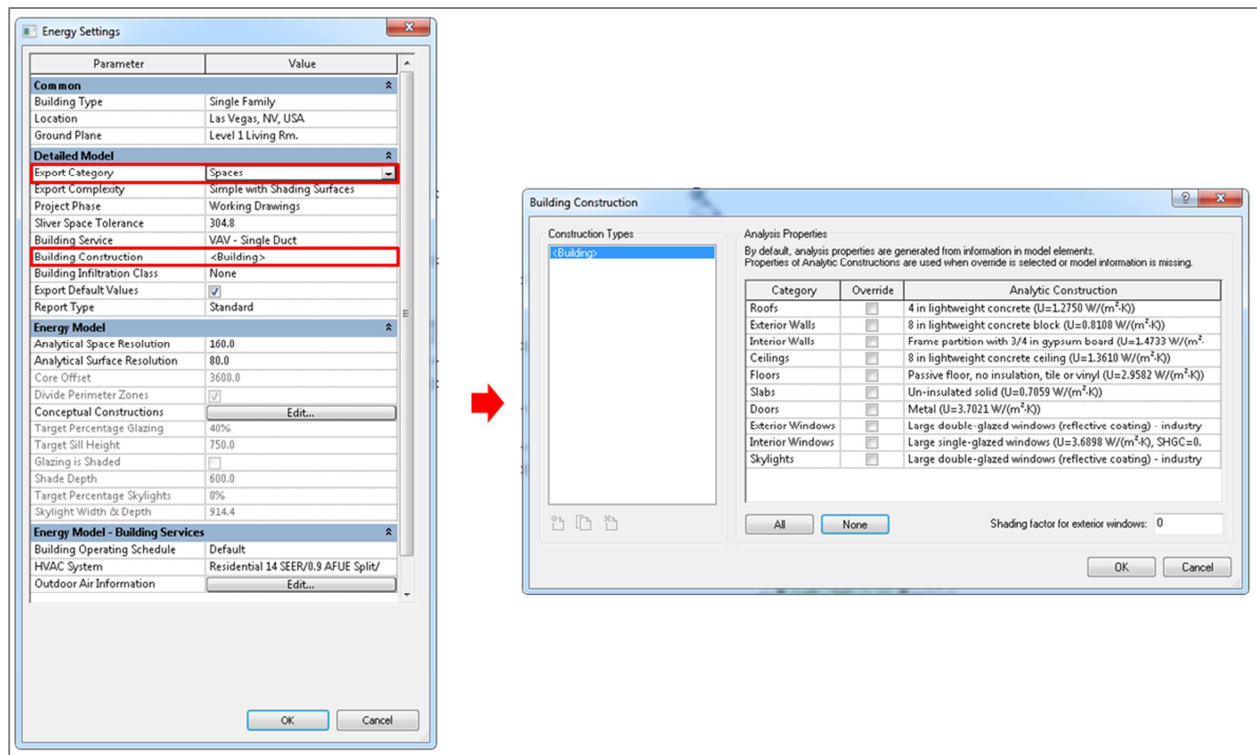 Energy Settings
Parameter Value
Common
Building Type Single Family
Location Las Vegas, NV, USA
Ground Plane Level 1 Living Rm.
Detailed Model
Export Category Spaces
Export Complexity Simple with Shading Surfaces
Project Phase Working Drawings
Sliver Space Tolerance 304.8
Building Service VAV - Single Duct
Building Construction <Building>
Building Infiltration Class None
Export Default Values
Report Type Standard
Energy Model
Analytical Space Resolution 160.0
Analytical Surface Resolution 80.0
Core Offset 3600.0
Divide Perimeter Zones
Conceptual Constructions Edit...
Target Percentage Glazing 40%
Target Sill Height 750.0
Glazing is Shaded
Shade Depth 600.0
Target Percentage Skylights 0%
Skylight Width & Depth 914.4
Energy Model - Building Services
Building Operating Schedule Default
HVAC System Residential 14 SEER/0.9 AFUE Split/
Outdoor Air Information Edit...
OK Cancel
Building Construction
Construction Types
<Building>
Analysis Properties
By default, analysis properties are generated from information in model elements.
Properties of Analytic Constructions are used when override is selected or model information is missing.
Category Override Analytic Construction
Roofs 4 in lightweight concrete (U=1.2750 W/(m²·K))
Exterior Walls 8 in lightweight concrete block (U=0.8108 W/(m²·K))
Interior Walls Frame partition with 3/4 in gypsum board (U=1.4733 W/(m²·
Ceilings 8 in lightweight concrete ceiling (U=1.3610 W/(m²·K))
Floors Passive floor, no insulation, tile or vinyl (U=2.9582 W/(m²·K))
Slabs Un-insulated solid (U=0.7059 W/(m²·K))
Doors Metal (U=3.7021 W/(m²·K))
Exterior Windows Large double-glazed windows (reflective coating) - industry
Interior Windows Large single-glazed windows (U=3.6898 W/(m²·K), SHGC=0.
Skylights Large double-glazed windows (reflective coating) - industry
All None Shading factor for exterior windows: 0
OK Cancel